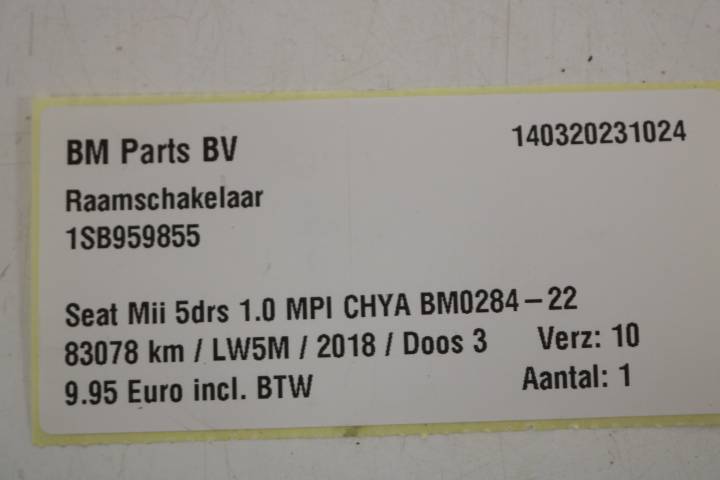 BM Parts BV 140320231024
Raamschakelaar
1SB959855
Seat Mii 5drs 1.0 MPI CHYA BM0284-22
83078 km / LW5M / 2018 / Doos 3 Verz: 10
9.95 Euro incl. BTW Aantal: 1